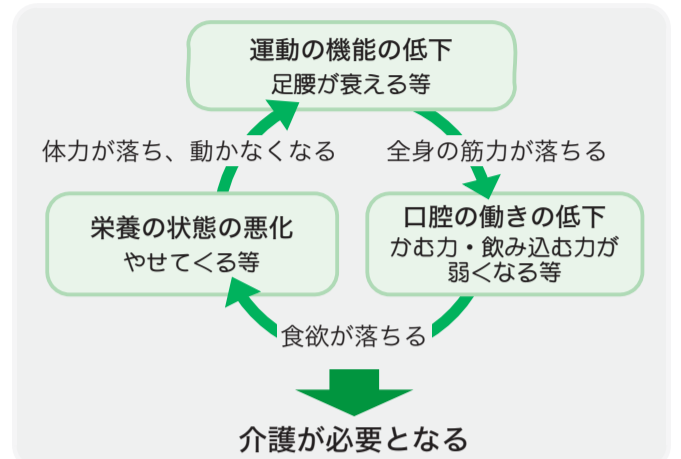 運動の機能の低下
足腰が衰える等
体力が落ち、動かなくなる
全身の筋力が落ちる
栄養の状態の悪化
やせてくる等
口腔の働きの低下
かむ力・飲み込む力が
弱くなる等
食欲が落ちる
介護が必要となる